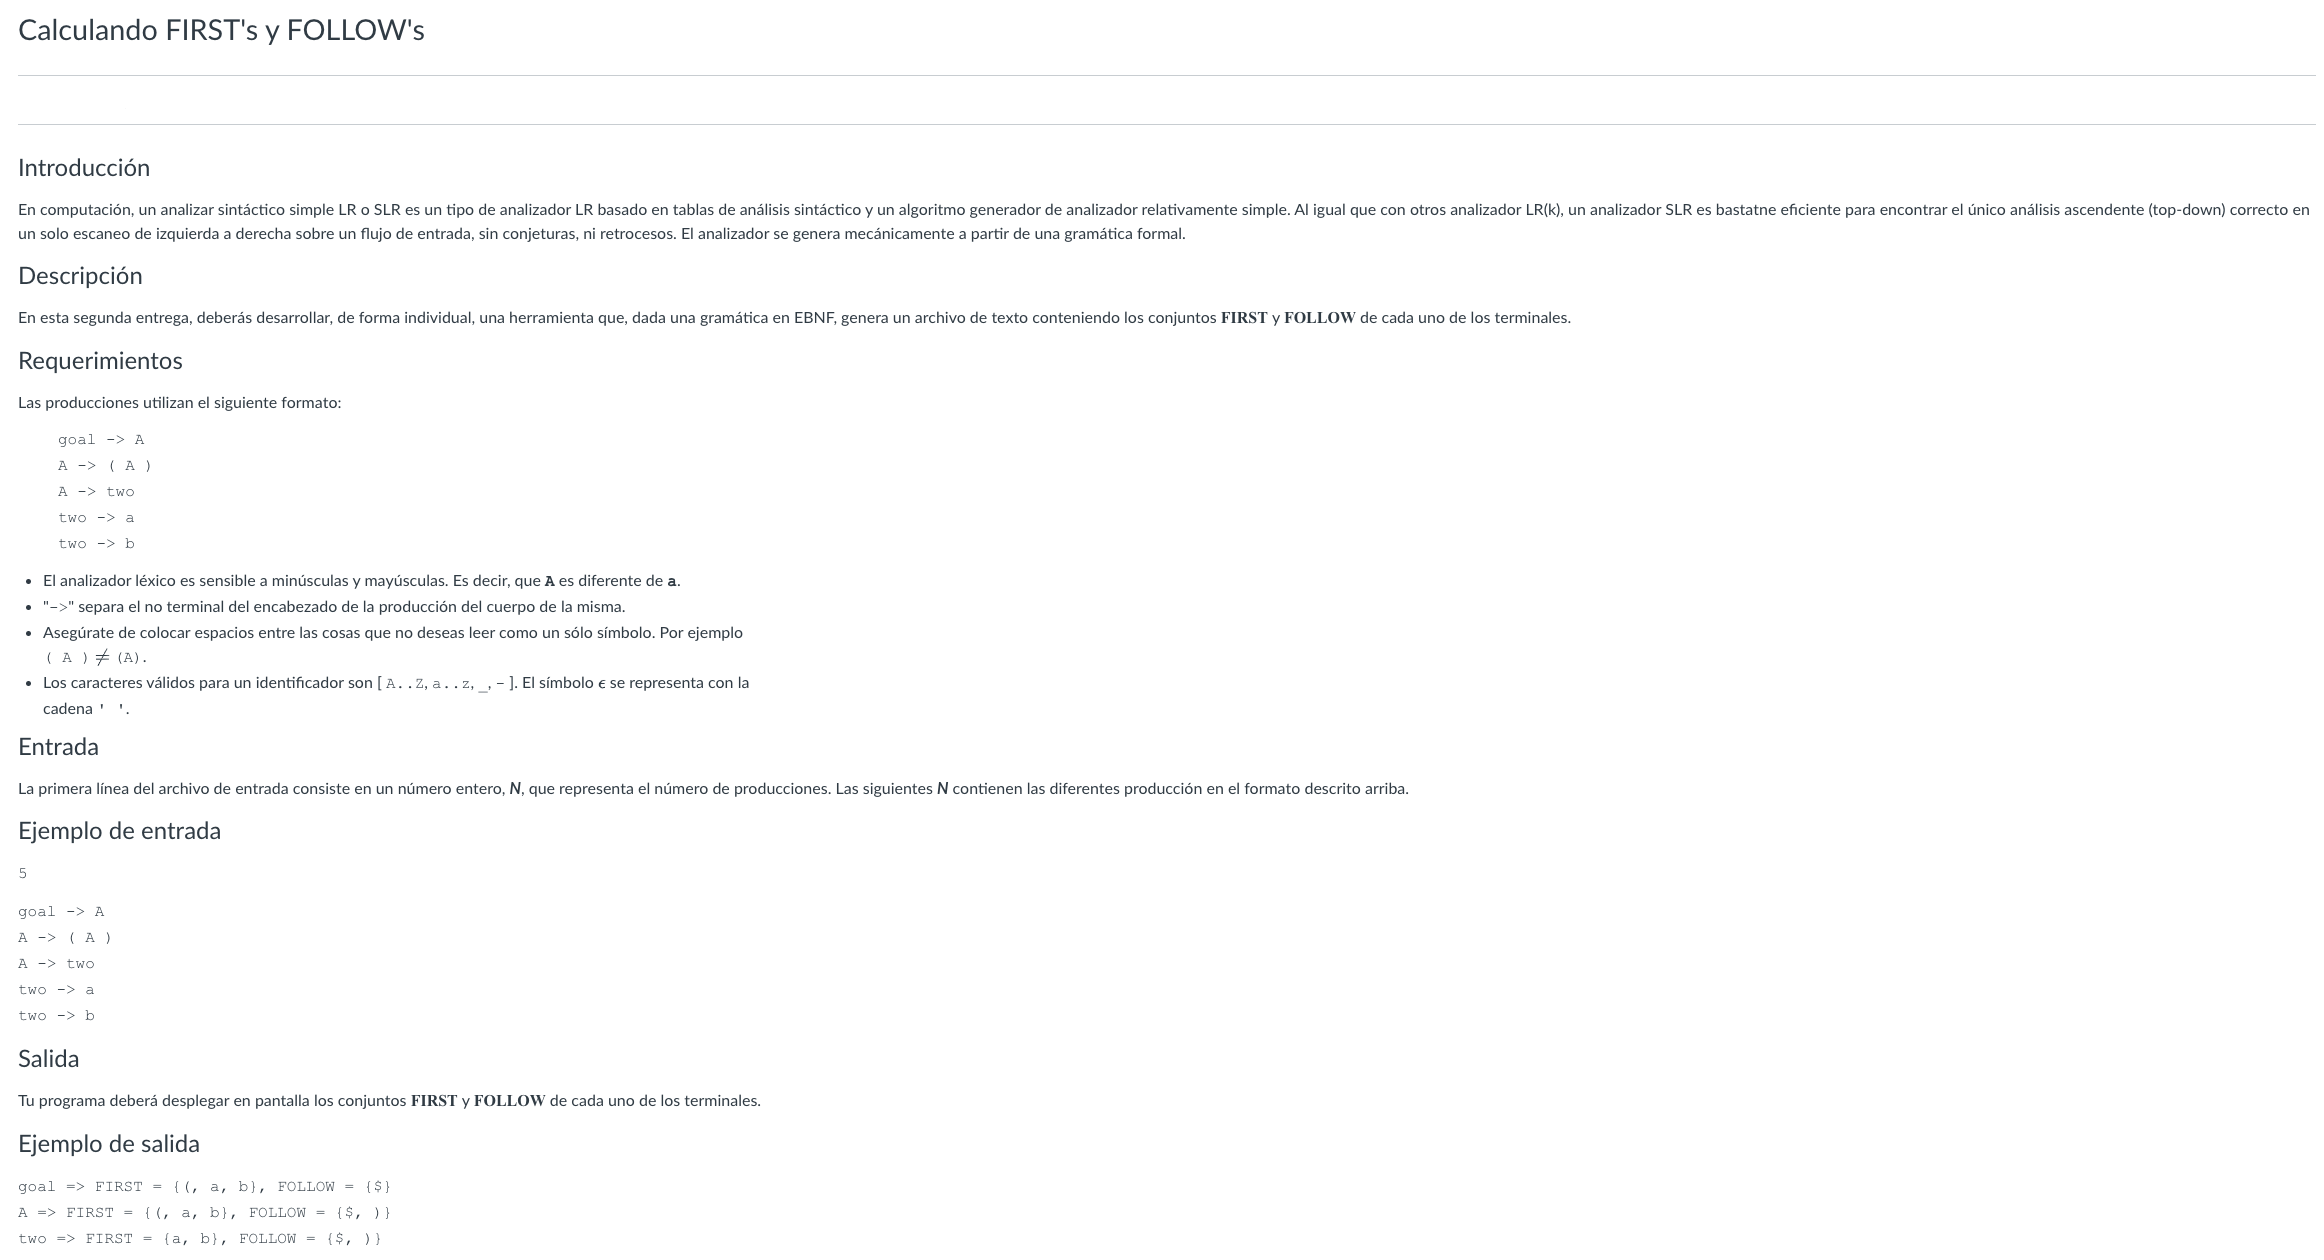 Calculando FIRST's y FOLLOW's
Introducción
En computación, un analizar sintáctico simple LR o SLR es un tipo de analizador LR basado en tablas de análisis sintáctico y un algoritmo generador de analizador relativamente simple. Al igual que con otros analizador LR(k), un analizador SLR es bastatne eficiente para encontrar el único análisis ascendente (top-down) correcto en
un solo escaneo de izquierda a derecha sobre un flujo de entrada, sin conjeturas, ni retrocesos. El analizador se genera mecánicamente a partir de una gramática formal.
Descripción
En esta segunda entrega, deberás desarrollar, de forma individual, una herramienta que, dada una gramática en EBNF, genera un archivo de texto conteniendo los conjuntos FIRST y FOLLOW de cada uno de los terminales.
Requerimientos
Las producciones utilizan el siguiente formato:
goal -> A
A -> ( A )
A -> two
two -> a
two -> b
• El analizador léxico es sensible a minúsculas y mayúsculas. Es decir, que A es diferente de a.
• "->" separa el no terminal del encabezado de la producción del cuerpo de la misma.
• Asegúrate de colocar espacios entre las cosas que no deseas leer como un sólo símbolo. Por ejemplo
( A ) ≠ (A).
• Los caracteres válidos para un identificador son [ A..Z, a..z, _, - ]. El símbolo ϵ se representa con la
cadena ' '.
Entrada
La primera línea del archivo de entrada consiste en un número entero, N, que representa el número de producciones. Las siguientes N contienen las diferentes producción en el formato descrito arriba.
Ejemplo de entrada
5
goal -> A
A -> ( A )
A -> two
two -> a
two -> b
Salida
Tu programa deberá desplegar en pantalla los conjuntos FIRST y FOLLOW de cada uno de los terminales.
Ejemplo de salida
goal => FIRST = {(, a, b}, FOLLOW = {$}
A => FIRST = {(, a, b}, FOLLOW = {$, )}
two => FIRST = {a, b}, FOLLOW = {$, )}